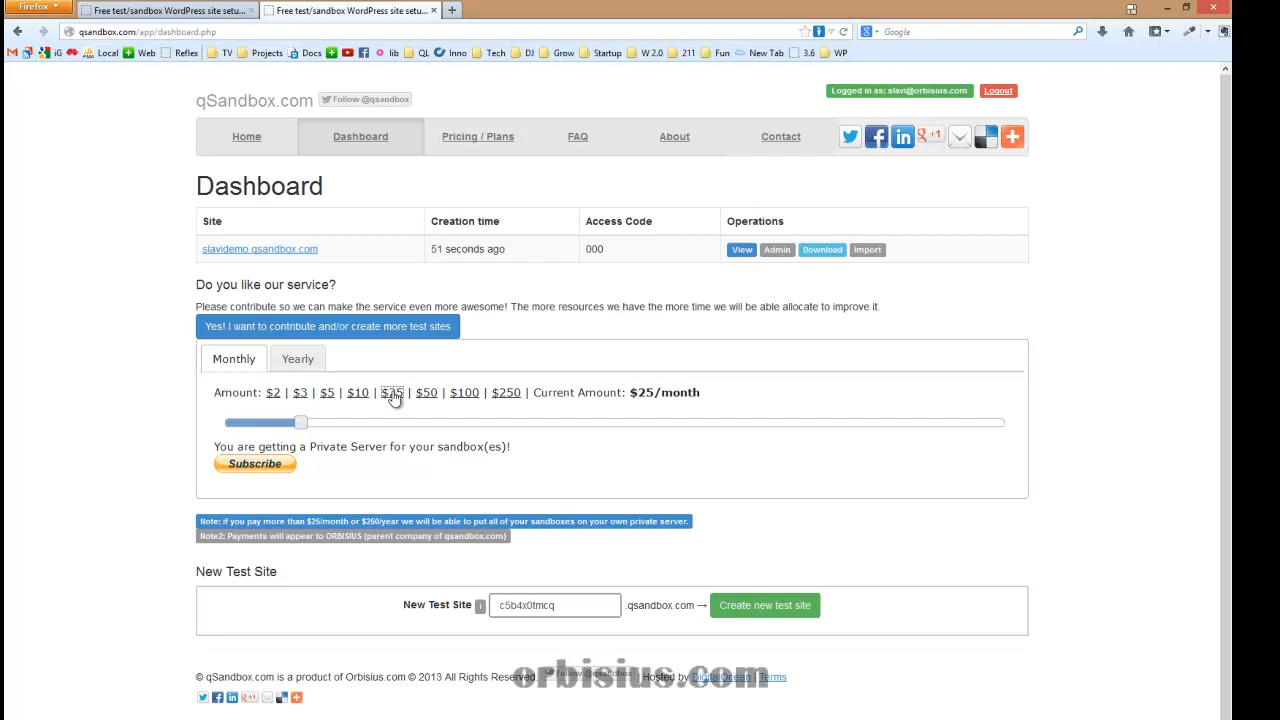 Firefox
Free test/sandbox WordPress site setu...
Free test/sandbox WordPress site setu...
qsandbox.com/app/dashboard.php
Google
iG
PMA
Local
Web
Reflex
TV
Projects
Docs
lib
QL
Inno
Tech
DJ
Grow
Startup
W 2.0
211
Fun
New Tab
3.6
WP
Logged in as: slavi@orbisius.com
Logout
qSandbox.com
Follow @qsandbox
Home
Dashboard
Pricing / Plans
FAQ
About
Contact
Dashboard
Site
Creation time
Access Code
Operations
slavidemo.qsandbox.com
51 seconds ago
000
View
Admin
Download
Import
Do you like our service?
Please contribute so we can make the service even more awesome! The more resources we have the more time we will be able allocate to improve it.
Yes! I want to contribute and/or create more test sites
Monthly
Yearly
Amount: $2 | $3 | $5 | $10 | $25 | $50 | $100 | $250 | Current Amount: $25/month
You are getting a Private Server for your sandbox(es)!
Subscribe
Note: if you pay more than $25/month or $250/year we will be able to put all of your sandboxes on your own private server.
Note2: Payments will appear to ORBISIUS (parent company of qsandbox.com)
New Test Site
New Test Site i c5b4x0tmcq .qsandbox.com → Create new test site
© qSandbox.com is a product of Orbisius.com © 2013 All Rights Reserved. Follow @qsandbox | Hosted by DigitalOcean | Terms
orbisius.com